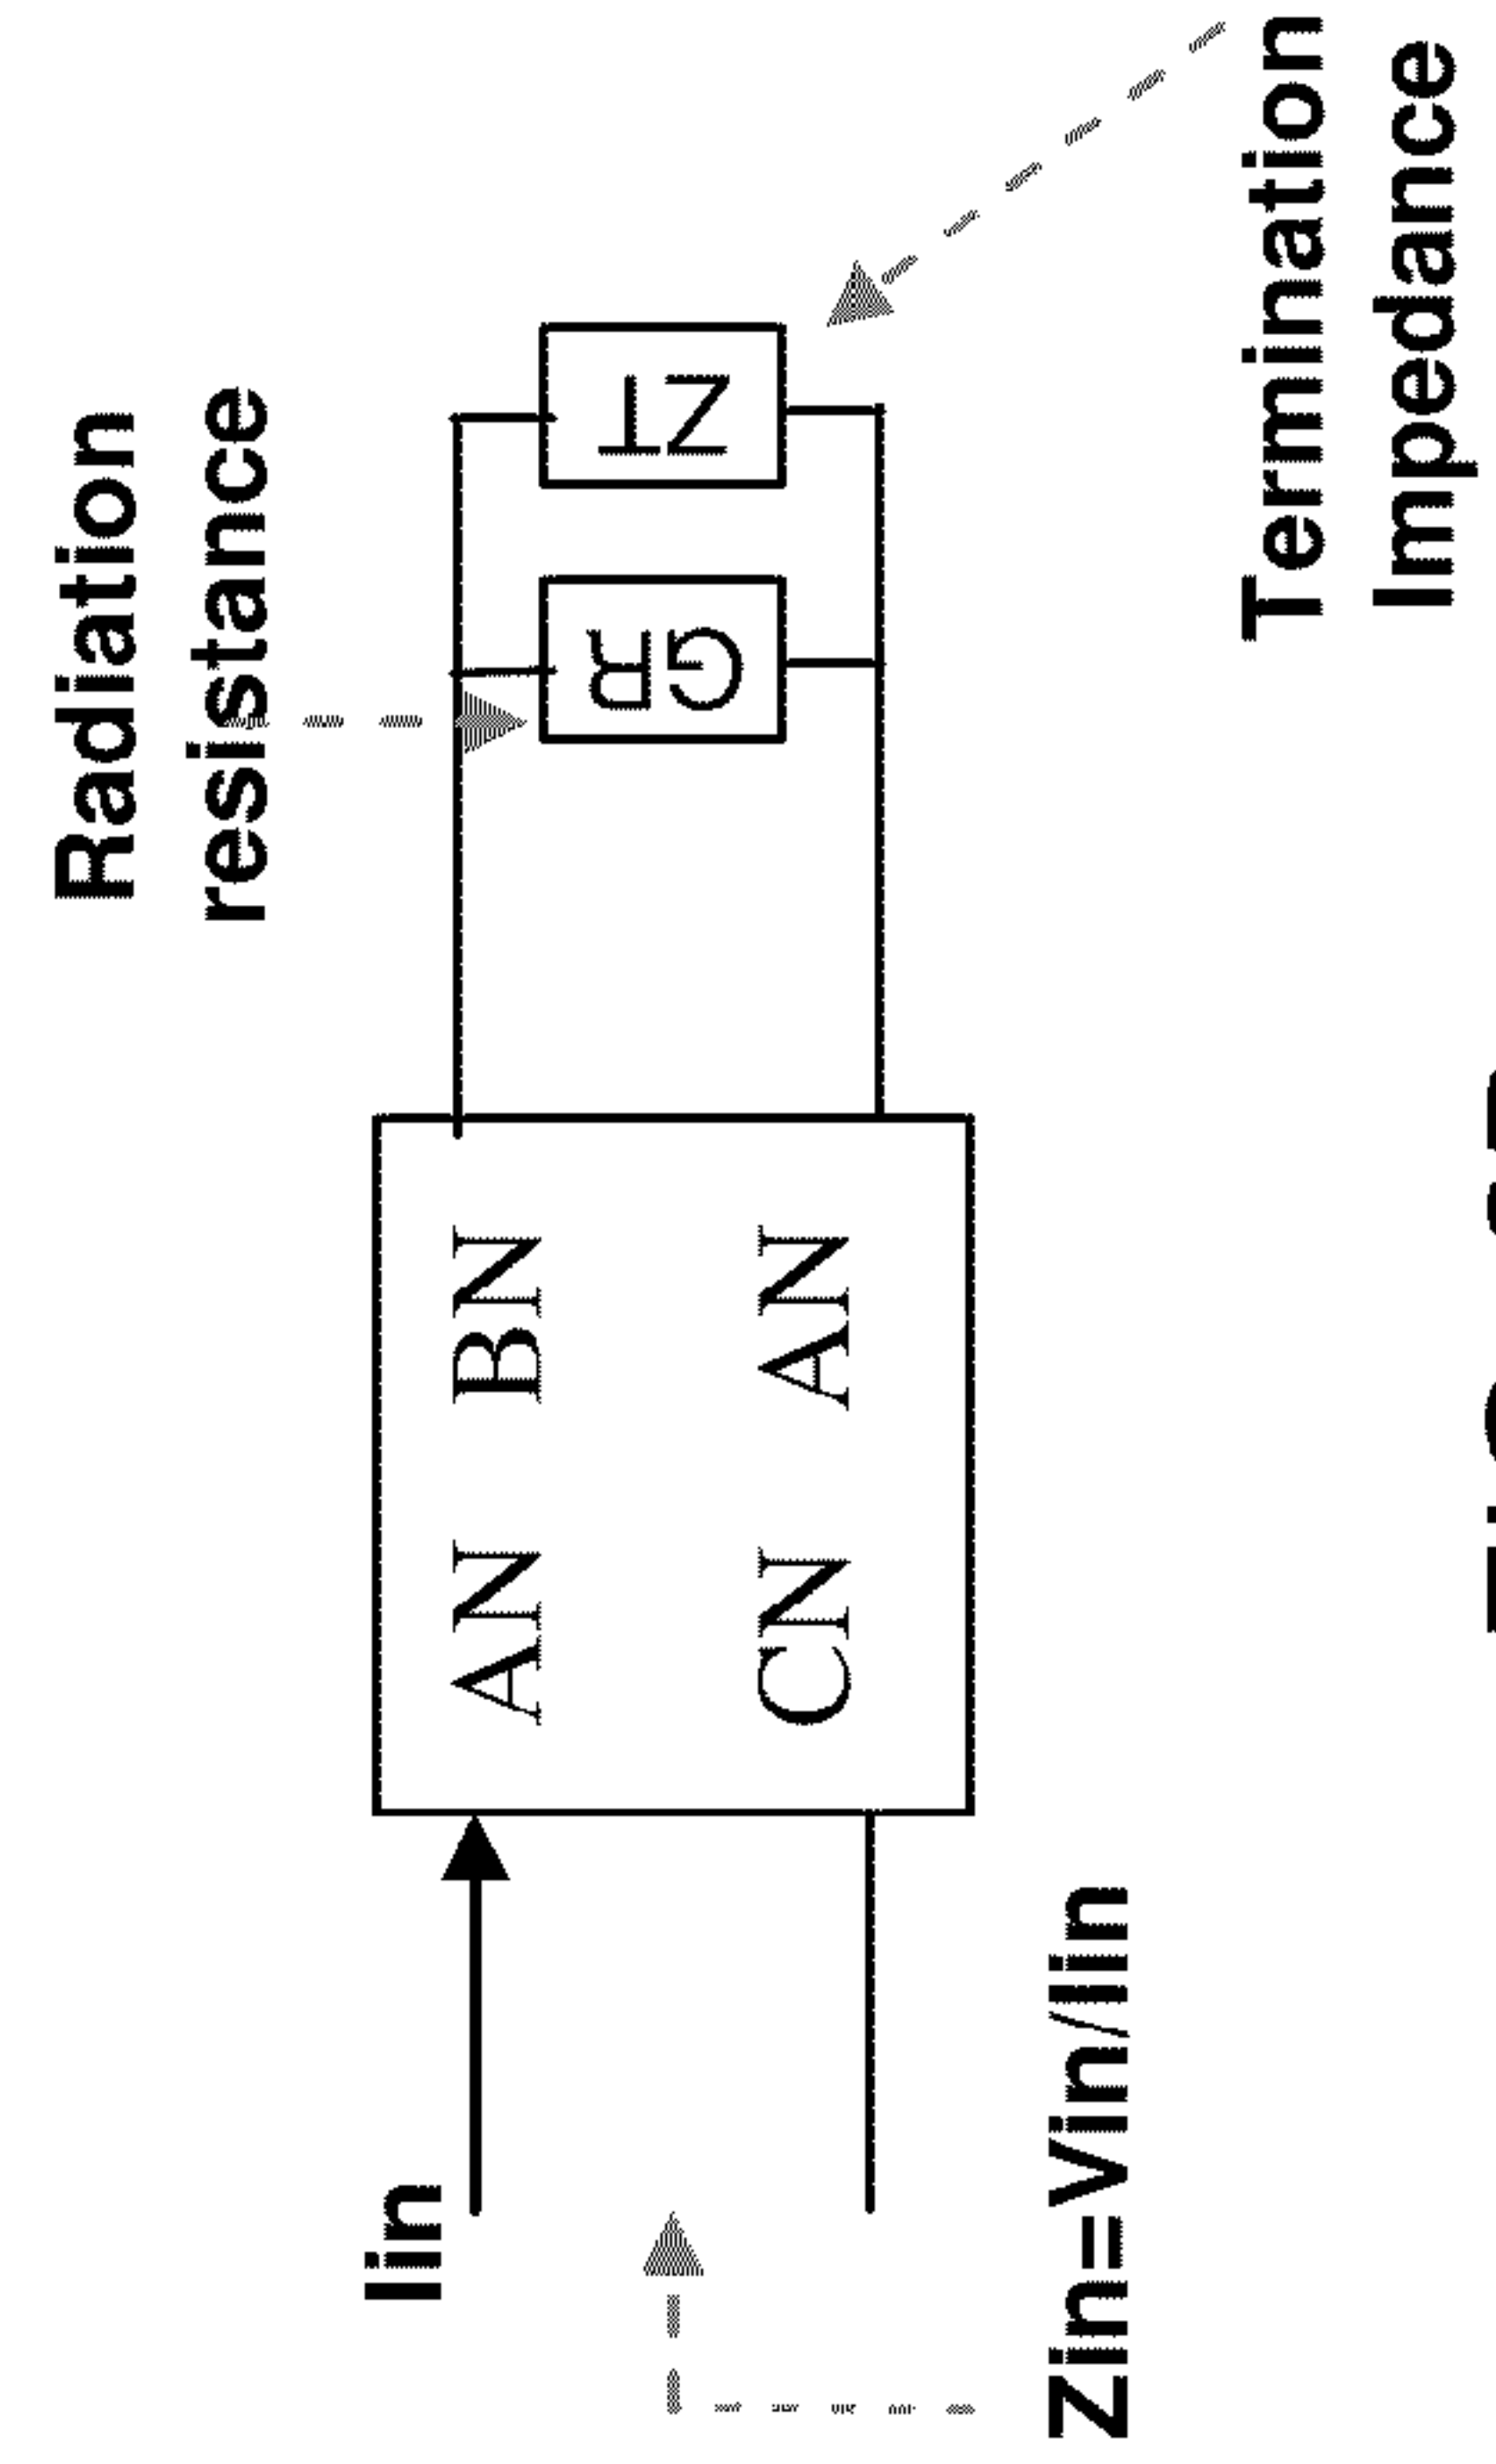 Radiation
resistance
Iin
AN BN
CN AN
GR
ZT
Zin=Vin/Iin
Termination
Impedance